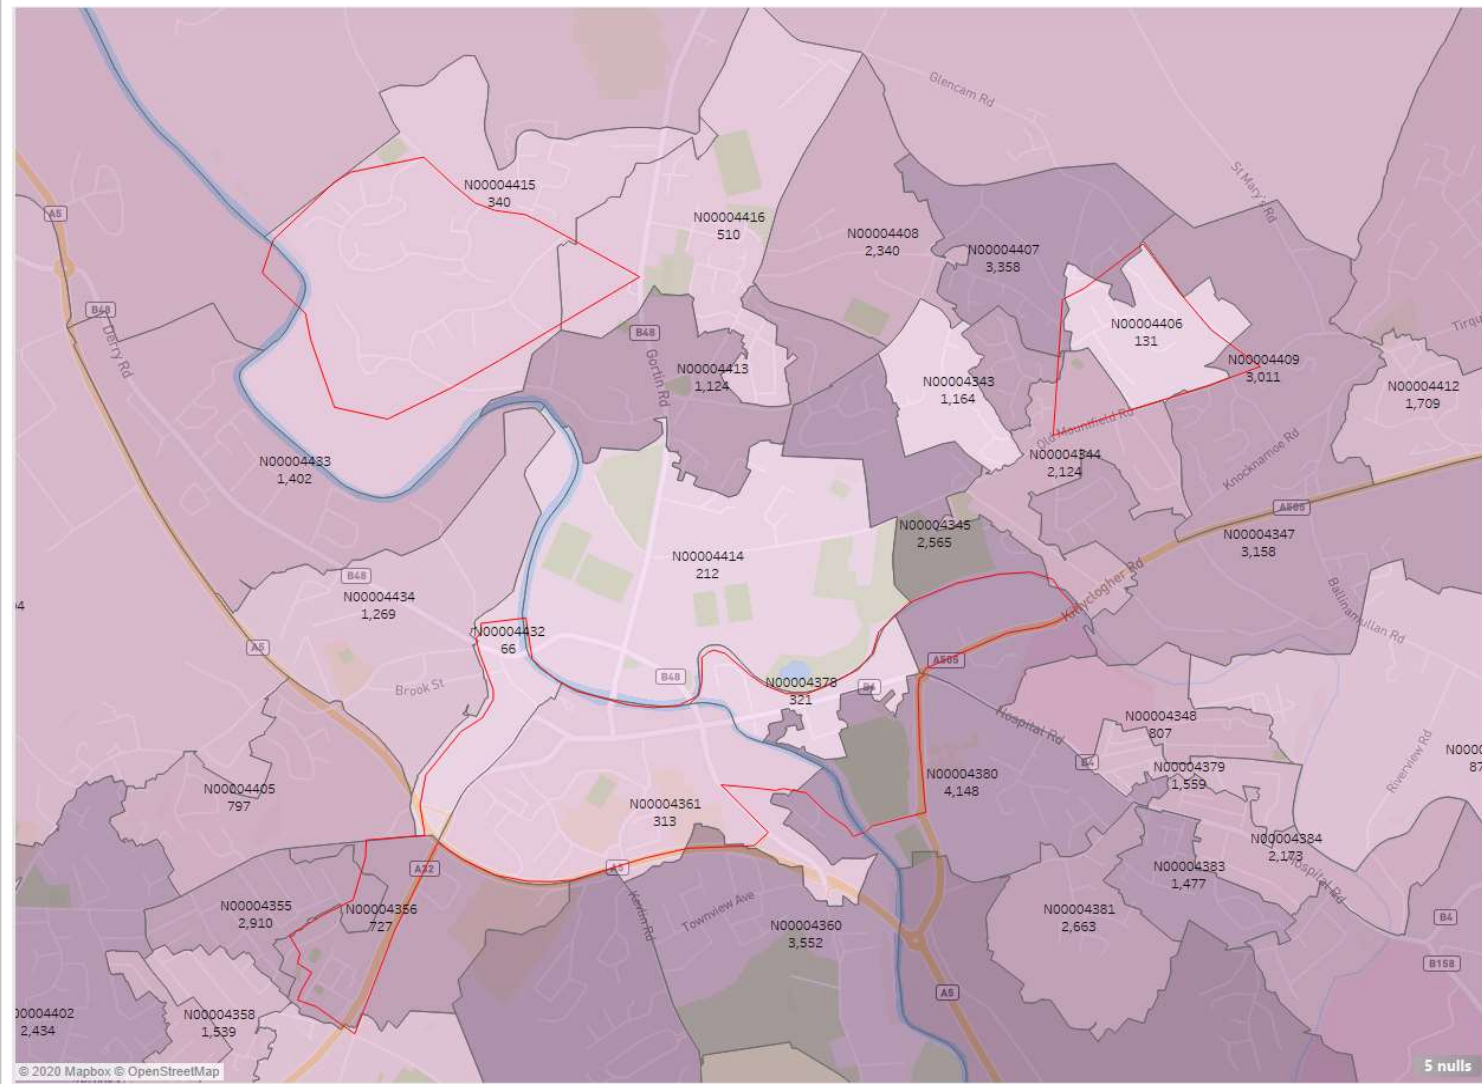 Glencam Rd
St Mary's Rd
N00004415
340
A5
N00004416
510
N00004408
2,340
N00004407
3,358
B48
Derry Rd
B48
Gortin Rd
N00004406
131
N00004409
3,011
N00004413
1,124
N00004343
1,164
N00004412
1,709
Old Mountfield Rd
N00004344
2,124
Knocknamoe Rd
N00004433
1,402
A505
N00004345
2,565
N00004347
3,158
N00004414
212
Killyclogher Rd
Ballinamullan Rd
B48
N00004434
1,269
N00004432
66
A5
Brook St
B48
N00004378
321
B4
A505
Hospital Rd
N00004348
807
B4
Riverview Rd
N00004379
1,559
N00004405
797
N00004361
313
N00004380
4,148
N00004384
2,173
N00004383
1,477
Hospital Rd
A32
A5
N00004355
2,910
N00004356
727
Kevlin Rd
Townview Ave
N00004360
3,552
N00004381
2,663
B4
B158
A5
00004402
2,434
N00004358
1,539
© 2020 Mapbox © OpenStreetMap
5 nulls